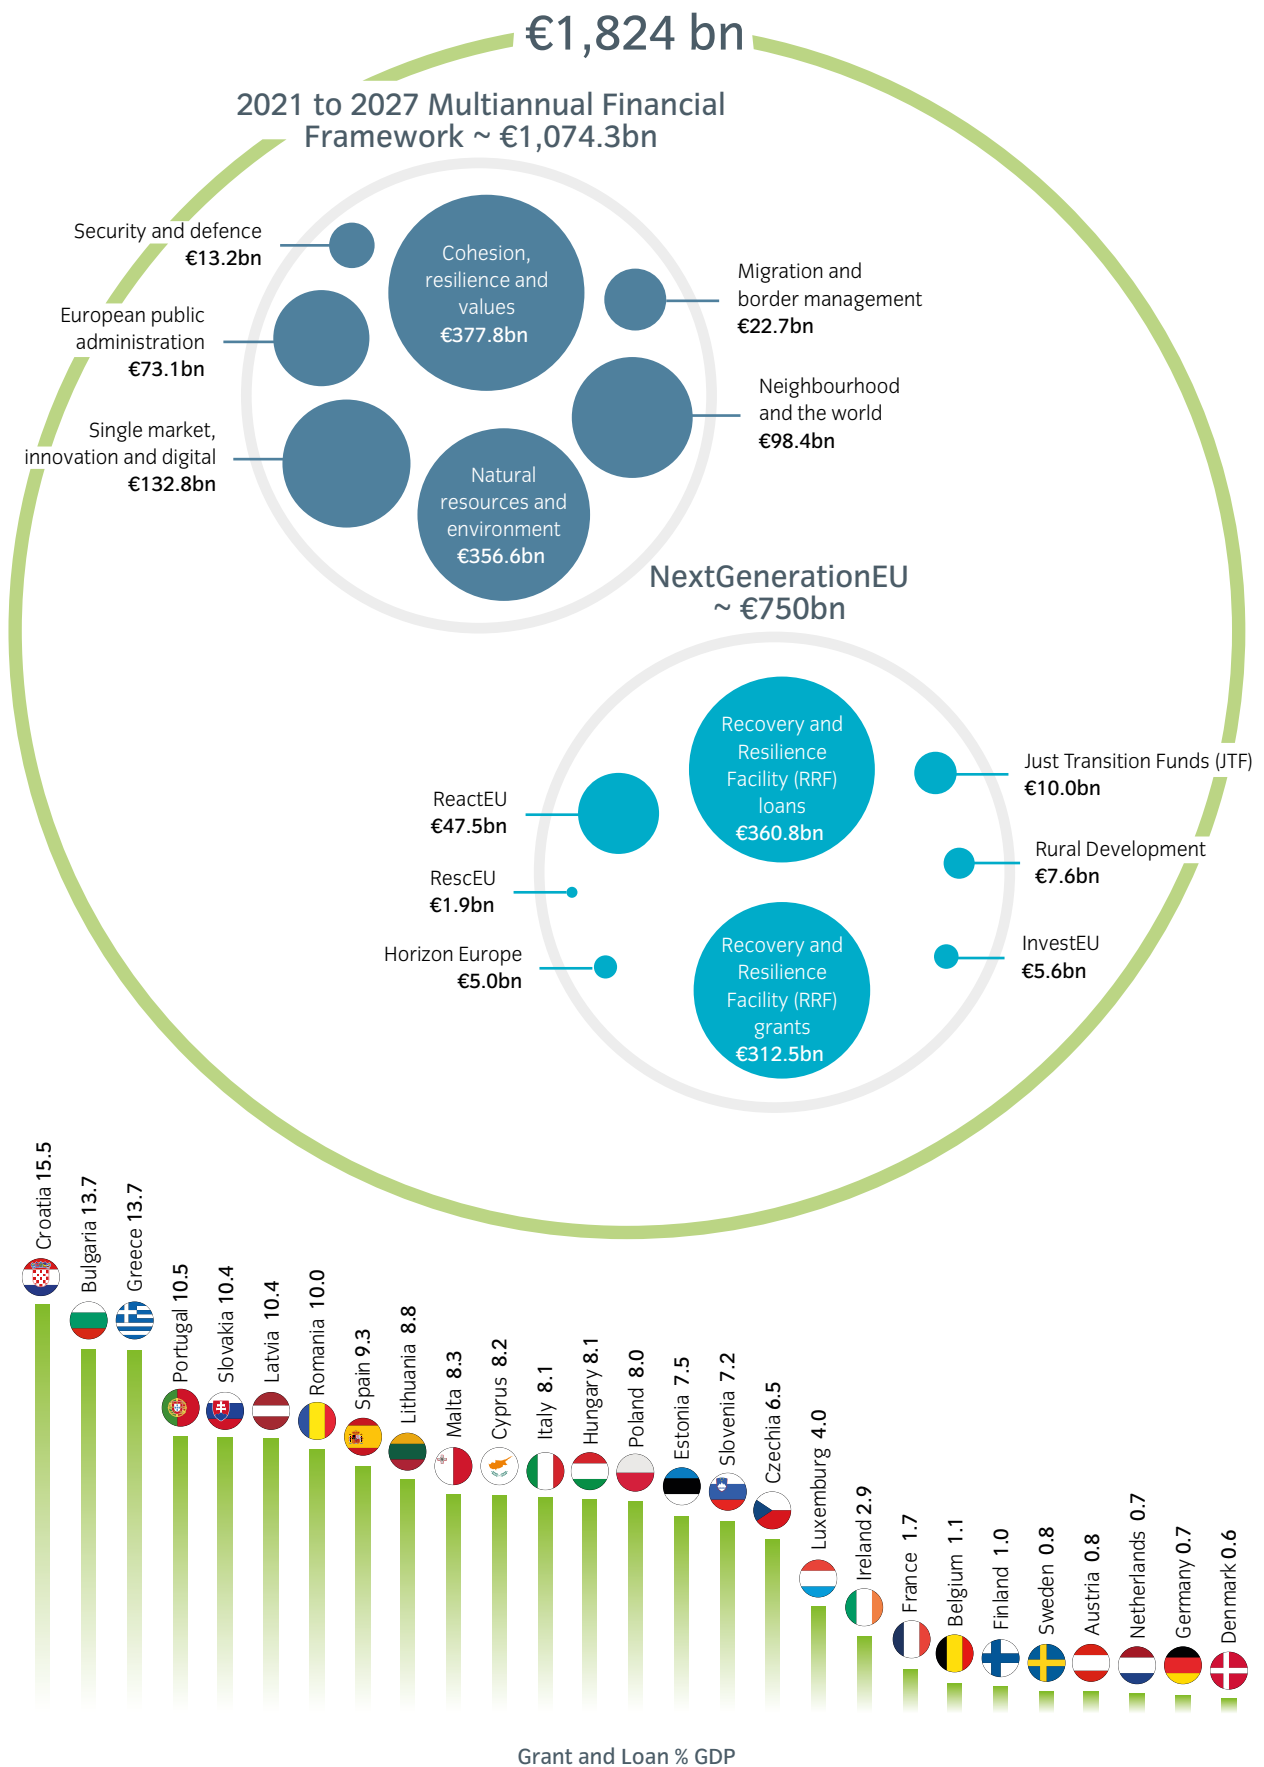 €1,824 bn
2021 to 2027 Multiannual Financial
Framework ~ €1,074.3bn
Security and defence
€13.2bn
European public
administration
€73.1bn
Single market,
innovation and digital
€132.8bn
Cohesion,
resilience and
values
€377.8bn
Natural
resources and
environment
€356.6bn
Migration and
border management
€22.7bn
Neighbourhood
and the world
€98.4bn
NextGenerationEU
~ €750bn
ReactEU
€47.5bn
RescEU
€1.9bn
Horizon Europe
€5.0bn
Recovery and
Resilience
Facility (RRF)
loans
€360.8bn
Recovery and
Resilience
Facility (RRF)
grants
€312.5bn
Just Transition Funds (JTF)
€10.0bn
Rural Development
€7.6bn
InvestEU
€5.6bn
Croatia 15.5
Bulgaria 13.7
Greece 13.7
Portugal 10.5
Slovakia 10.4
Latvia 10.4
Romania 10.0
Spain 9.3
Lithuania 8.8
Malta 8.3
Cyprus 8.2
Italy 8.1
Hungary 8.1
Poland 8.0
Estonia 7.5
Slovenia 7.2
Czechia 6.5
Luxemburg 4.0
Ireland 2.9
France 1.7
Belgium 1.1
Finland 1.0
Sweden 0.8
Austria 0.8
Netherlands 0.7
Germany 0.7
Denmark 0.6
Grant and Loan % GDP